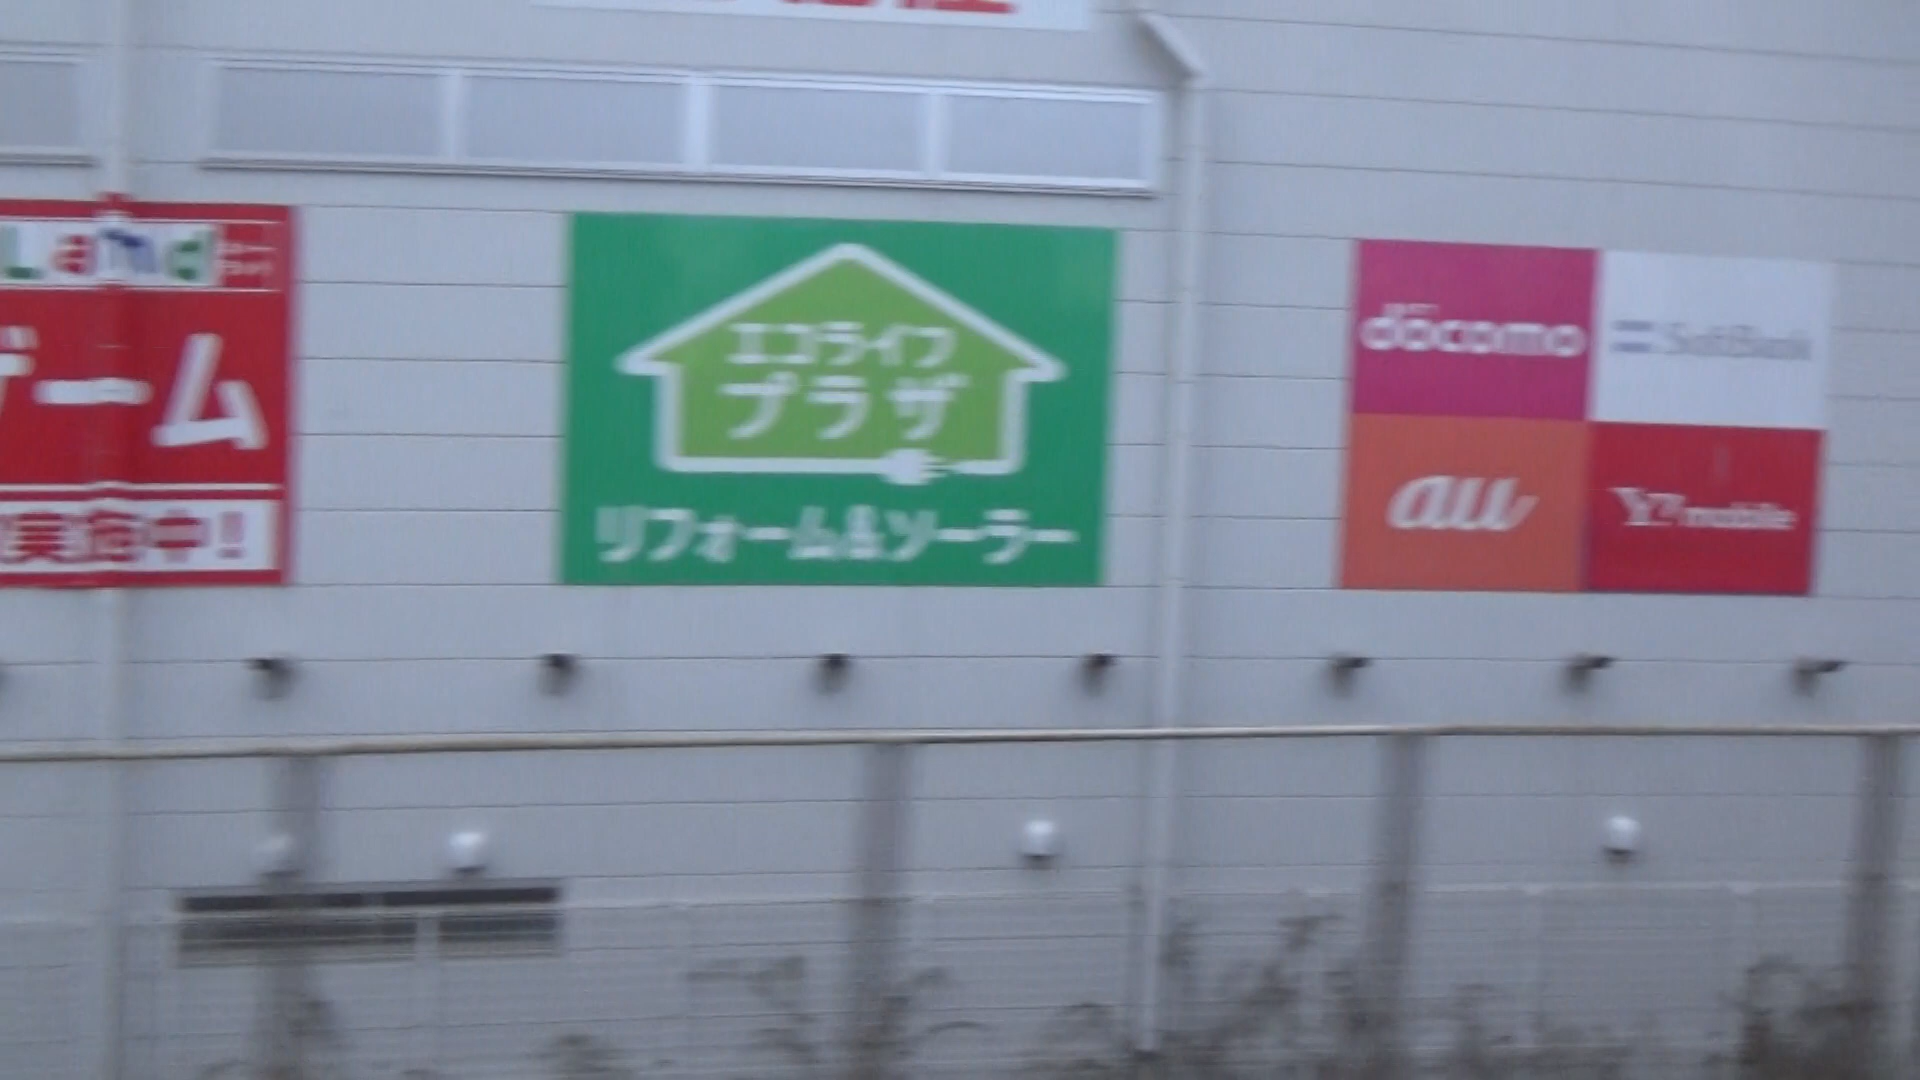 Land
ゲーム
実施中!
エコライフ
プラザ
リフォーム&ソーラー
docomo
SoftBank
au
Y!mobile